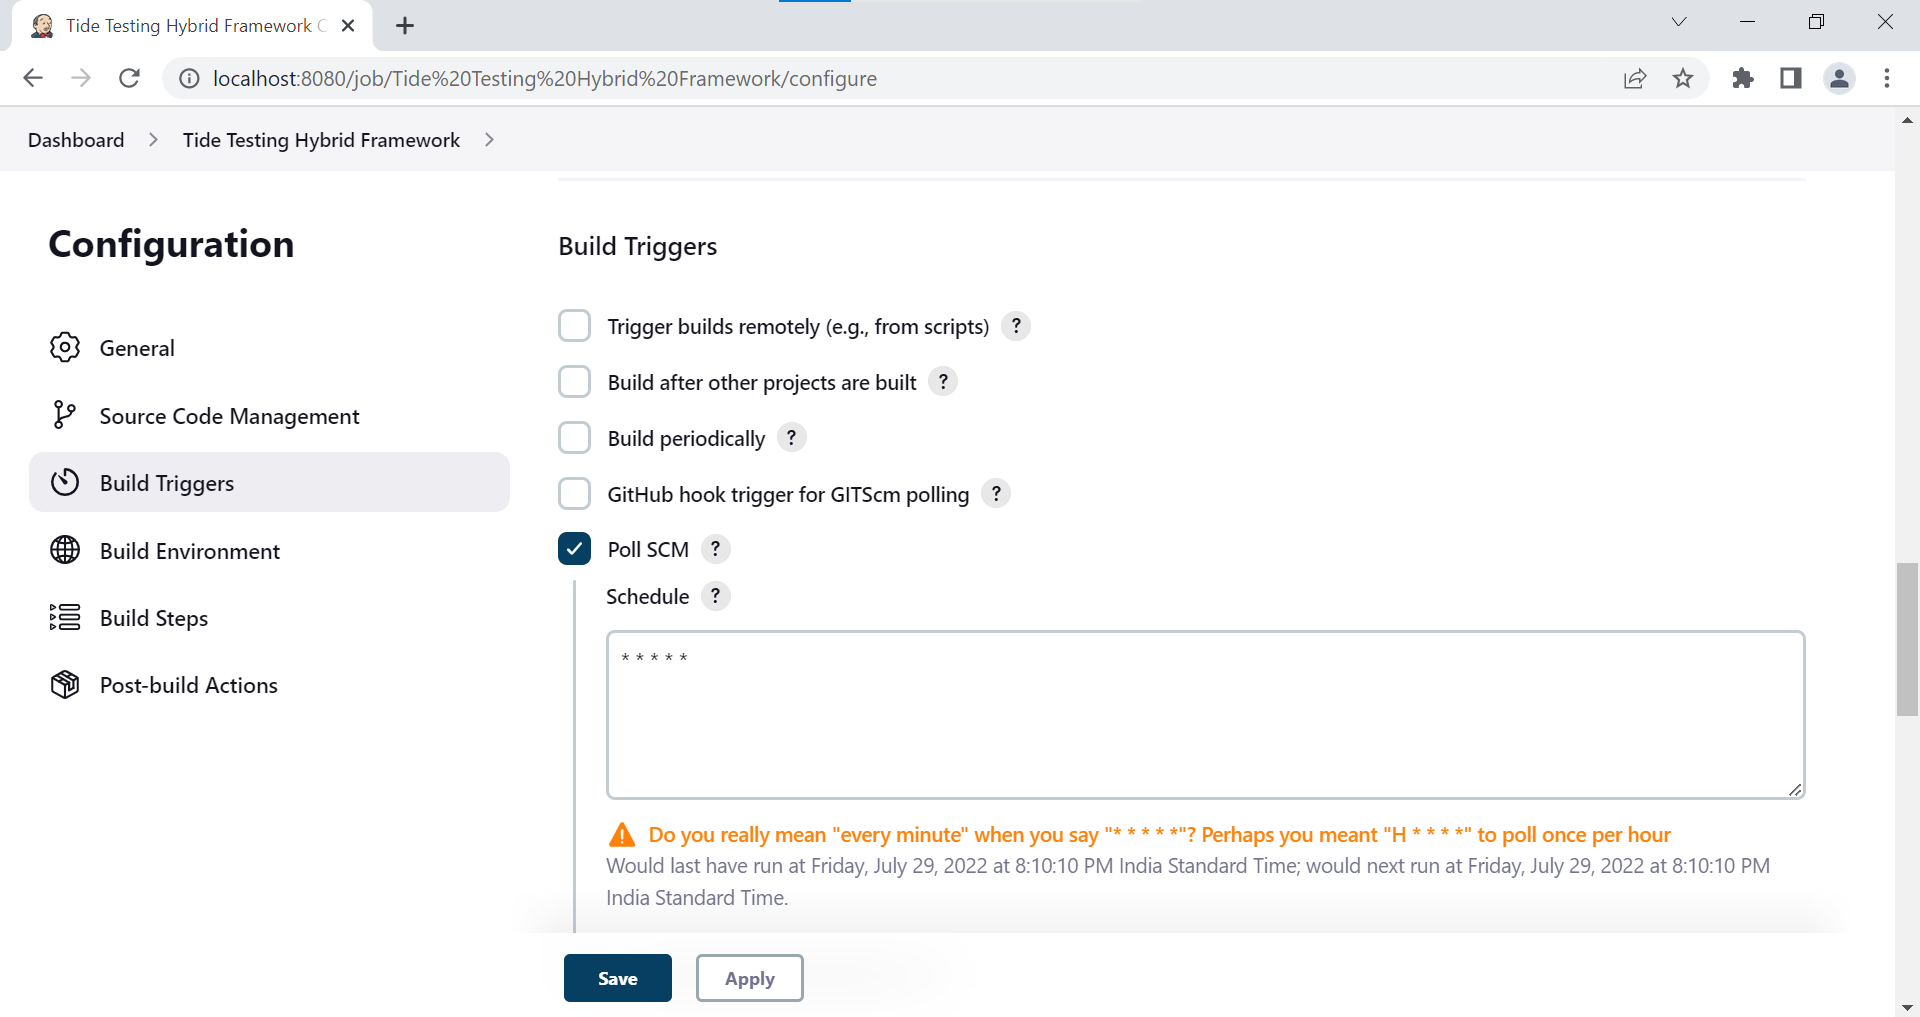 Tide Testing Hybrid Framework C
localhost:8080/job/Tide%20Testing%20Hybrid%20Framework/configure
Dashboard
Tide Testing Hybrid Framework
Configuration
General
Source Code Management
Build Triggers
Build Environment
Build Steps
Post-build Actions
Build Triggers
Trigger builds remotely (e.g., from scripts) ?
Build after other projects are built ?
Build periodically ?
GitHub hook trigger for GITScm polling ?
Poll SCM ?
Schedule ?
* * * * *
Do you really mean "every minute" when you say "* * * * *"? Perhaps you meant "H * * * *" to poll once per hour
Would last have run at Friday, July 29, 2022 at 8:10:10 PM India Standard Time; would next run at Friday, July 29, 2022 at 8:10:10 PM
India Standard Time.
Save
Apply